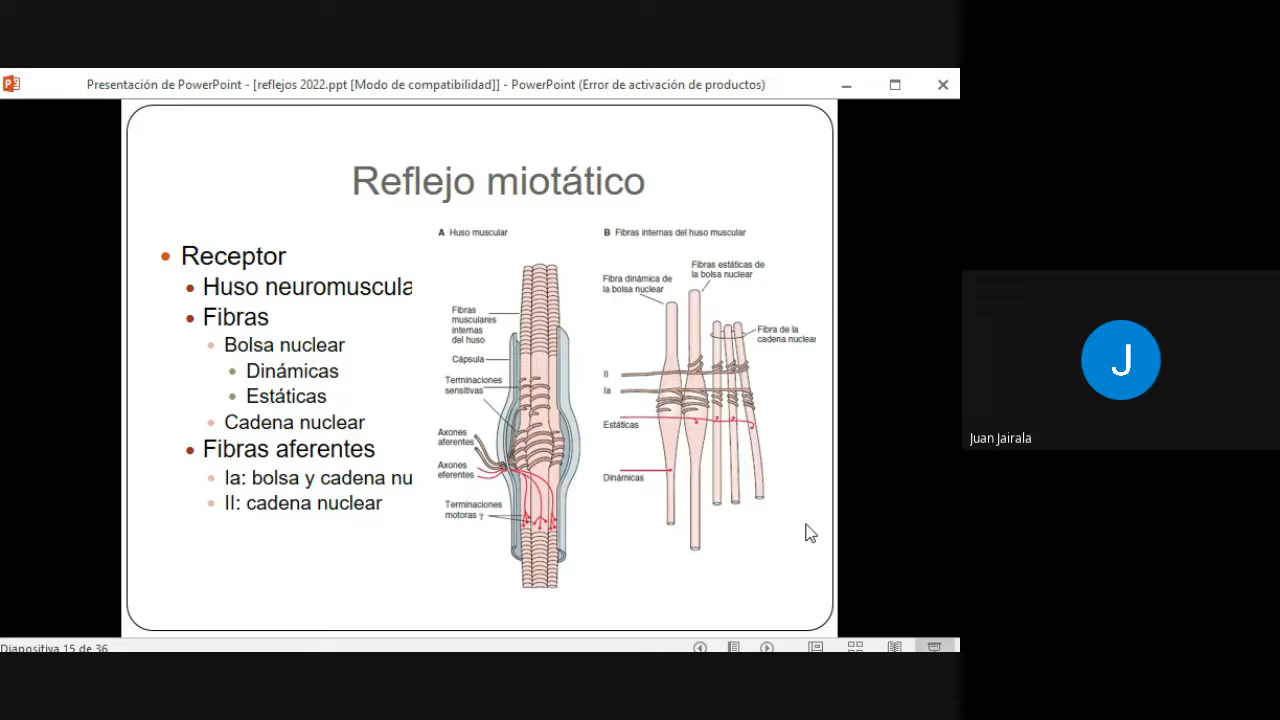 Presentación de PowerPoint - [reflejos 2022.ppt [Modo de compatibilidad]] - PowerPoint (Error de activación de productos)
Reflejo miotático
Receptor
Huso neuromuscula
Fibras
Bolsa nuclear
Dinámicas
Estáticas
Cadena nuclear
Fibras aferentes
Ia: bolsa y cadena nu
II: cadena nuclear
A Huso muscular
Fibras
musculares
internas
del huso
Cápsula
Terminaciones
sensitivas
Axones
aferentes
Axones
eferentes
Terminaciones
motoras γ
B Fibras internas del huso muscular
Fibra dinámica de
la bolsa nuclear
Fibras estáticas de
la bolsa nuclear
Fibra de la
cadena nuclear
II
Ia
Estáticas
Dinámicas
Diapositiva 15 de 36
J
Juan Jairala